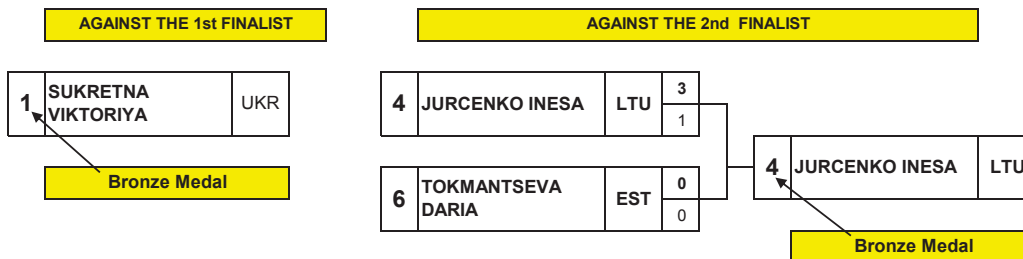 AGAINST THE 1st FINALIST
AGAINST THE 2nd FINALIST
1 SUKRETNA VIKTORIYA UKR
Bronze Medal
4 JURCENKO INESA LTU 3 1
6 TOKMANTSEVA DARIA EST 0 0
4 JURCENKO INESA LTU
Bronze Medal